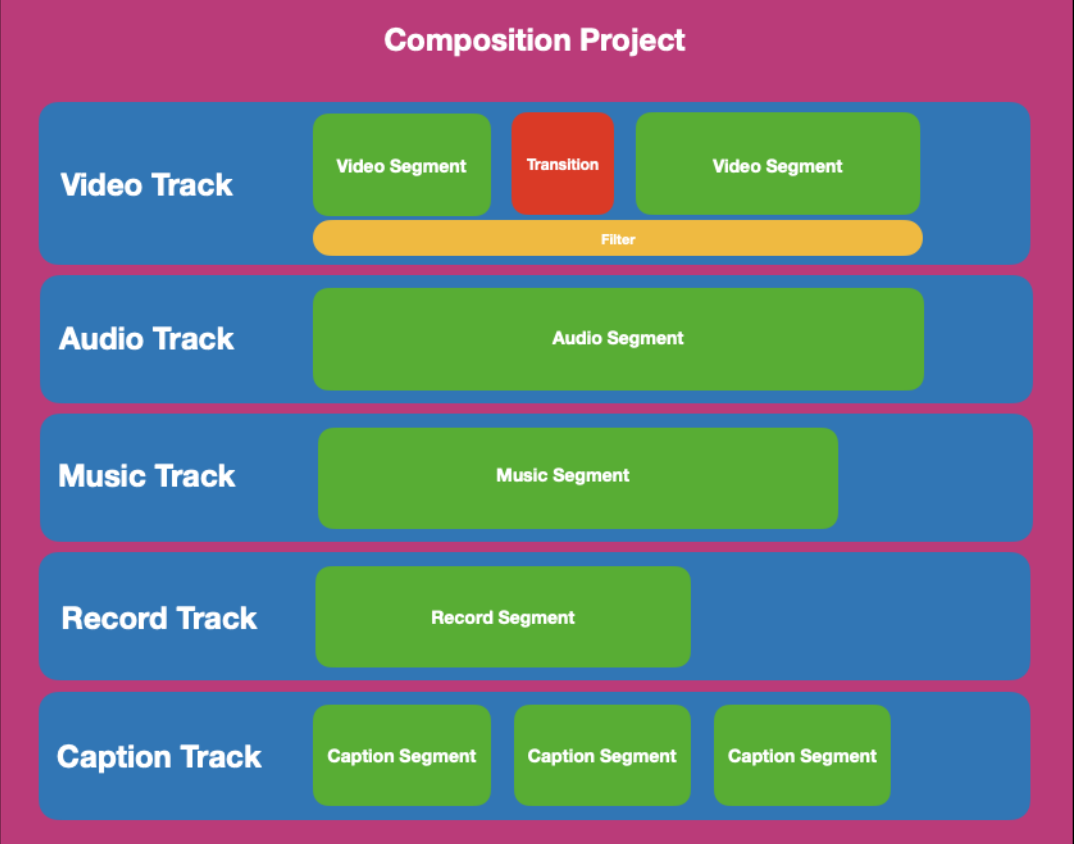 Composition Project
Video Track
Video Segment
Transition
Video Segment
Filter
Audio Track
Audio Segment
Music Track
Music Segment
Record Track
Record Segment
Caption Track
Caption Segment
Caption Segment
Caption Segment